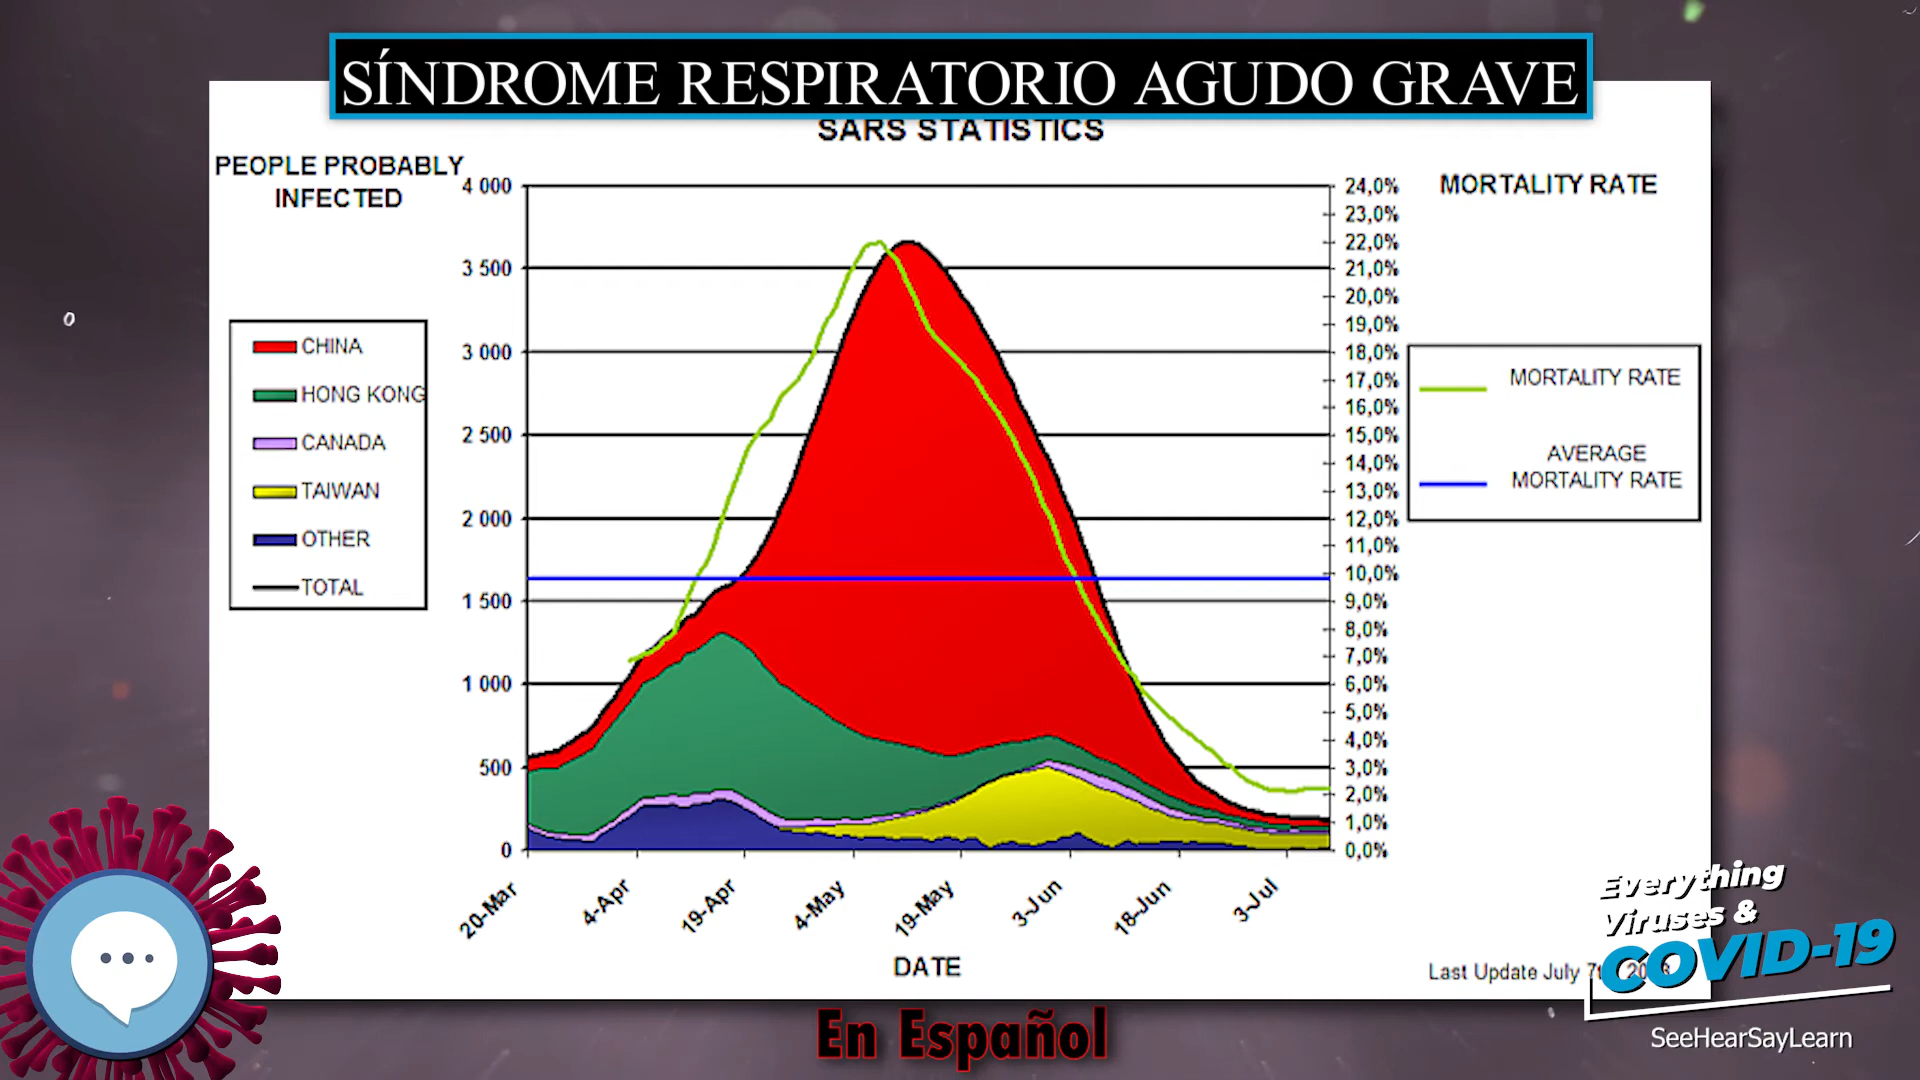 SÍNDROME RESPIRATORIO AGUDO GRAVE
SARS STATISTICS
PEOPLE PROBABLY
INFECTED
MORTALITY RATE
4 000
3 500
3 000
2 500
2 000
1 500
1 000
500
0
24,0%
23,0%
22,0%
21,0%
20,0%
19,0%
18,0%
17,0%
16,0%
15,0%
14,0%
13,0%
12,0%
11,0%
10,0%
9,0%
8,0%
7,0%
6,0%
5,0%
4,0%
3,0%
2,0%
1,0%
0,0%
CHINA
HONG KONG
CANADA
TAIWAN
OTHER
TOTAL
MORTALITY RATE
AVERAGE
MORTALITY RATE
20-Mar
4-Apr
19-Apr
4-May
19-May
3-Jun
18-Jun
3-Jul
DATE
Last Update July
Everything
Viruses &
COVID-19
SeeHearSayLearn
En Español